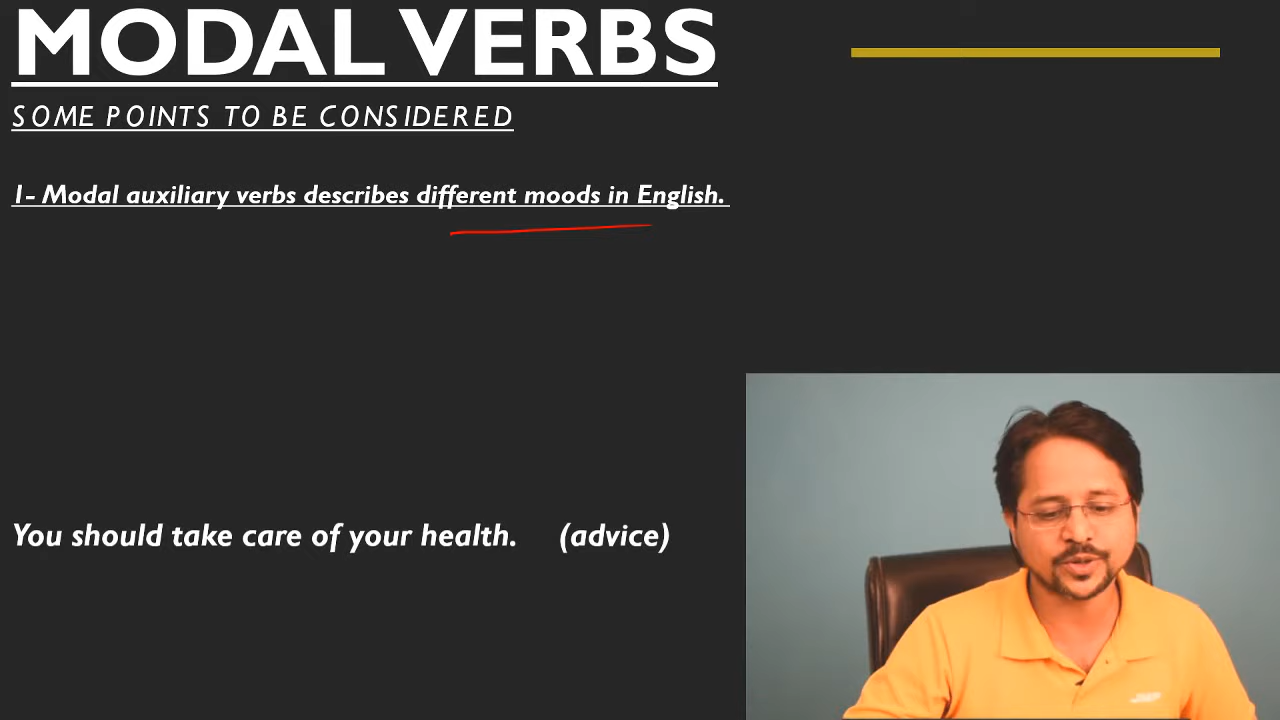 MODAL VERBS
SOME POINTS TO BE CONSIDERED
1- Modal auxiliary verbs describes different moods in English.
You should take care of your health. (advice)